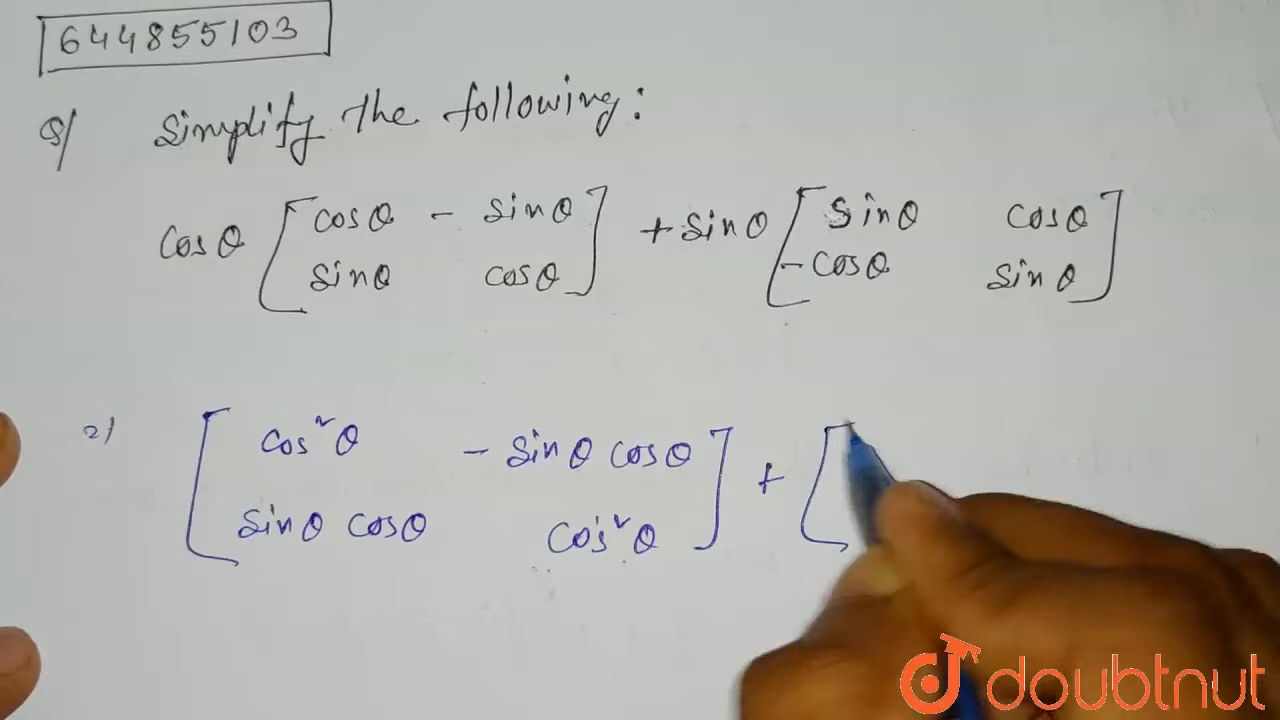 644855103
Q/ Simplify the following:
cosθ [ cosθ - sinθ ] + sinθ [ sinθ cosθ ]
sinθ cosθ -cosθ sinθ
=) [ cos²θ - sinθ cosθ ] + [
sinθ cosθ cos²θ
doubtnut